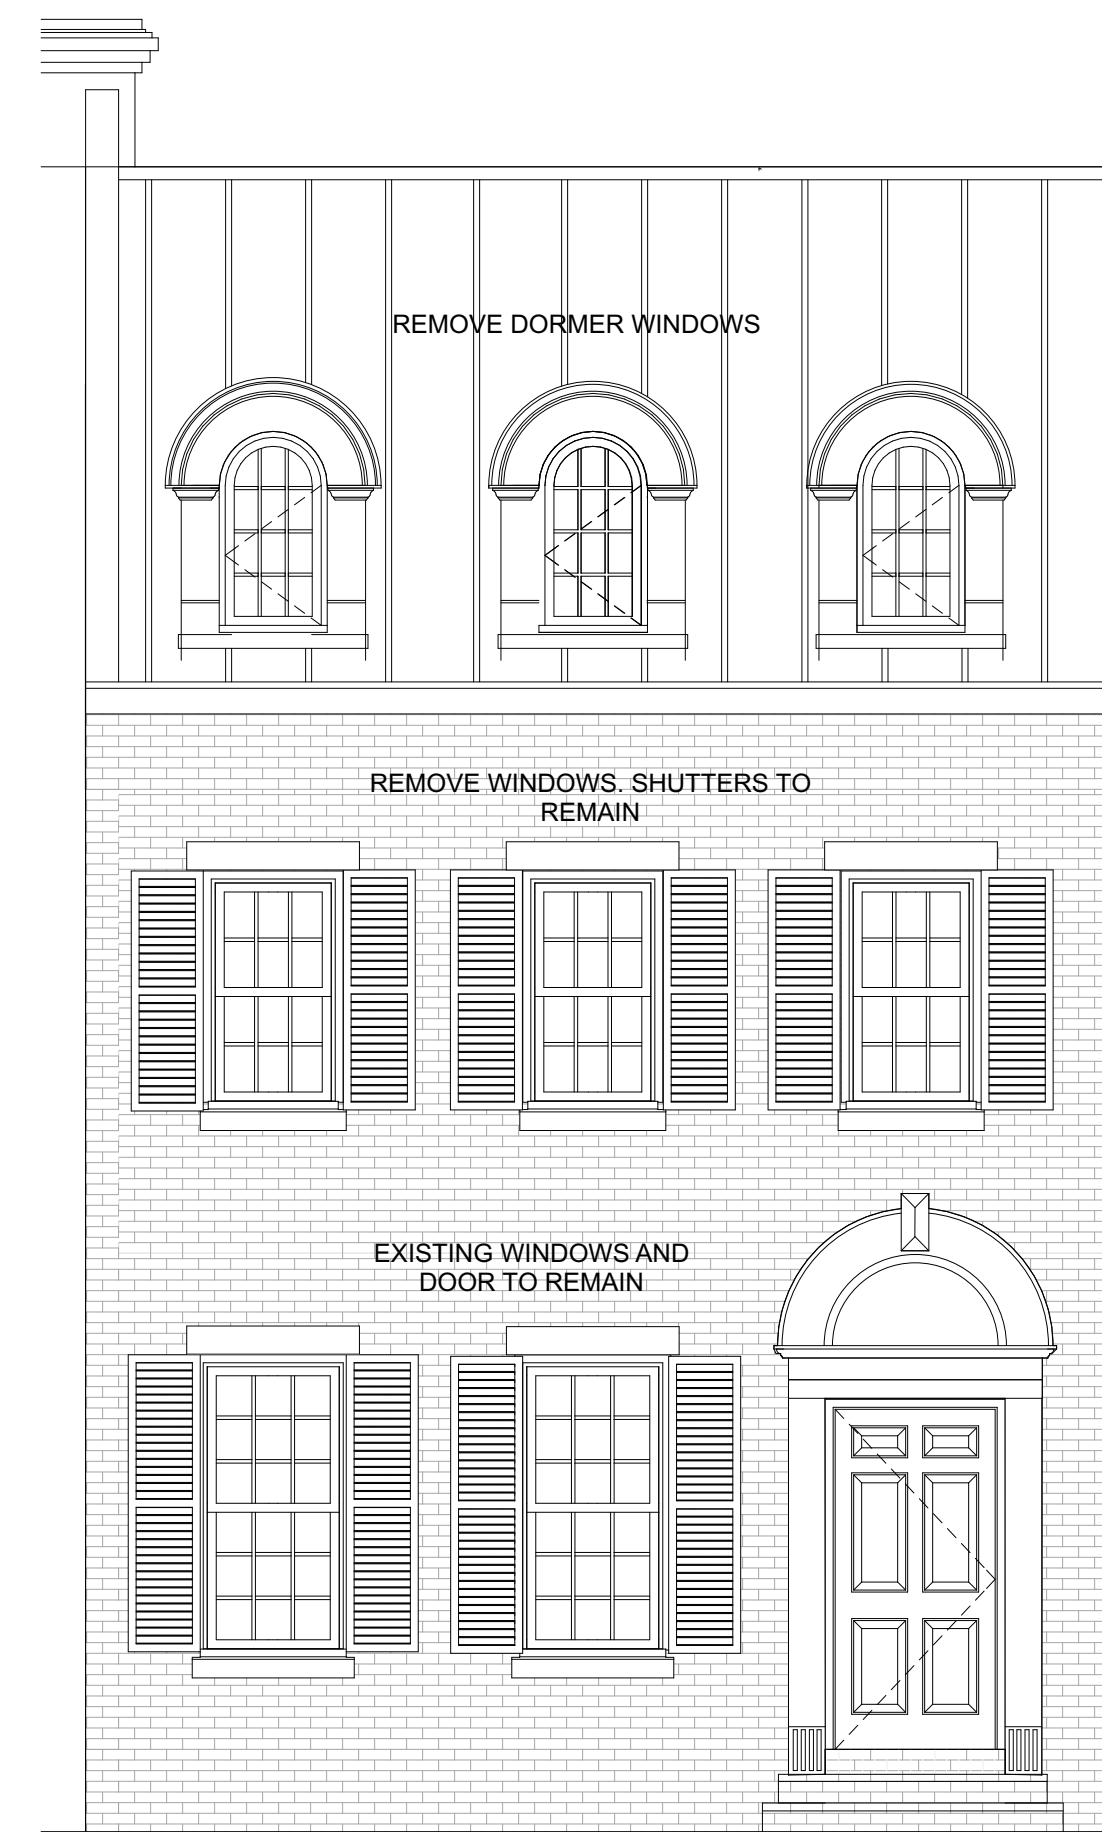 REMOVE DORMER WINDOWS
REMOVE WINDOWS. SHUTTERS TO
REMAIN
EXISTING WINDOWS AND
DOOR TO REMAIN